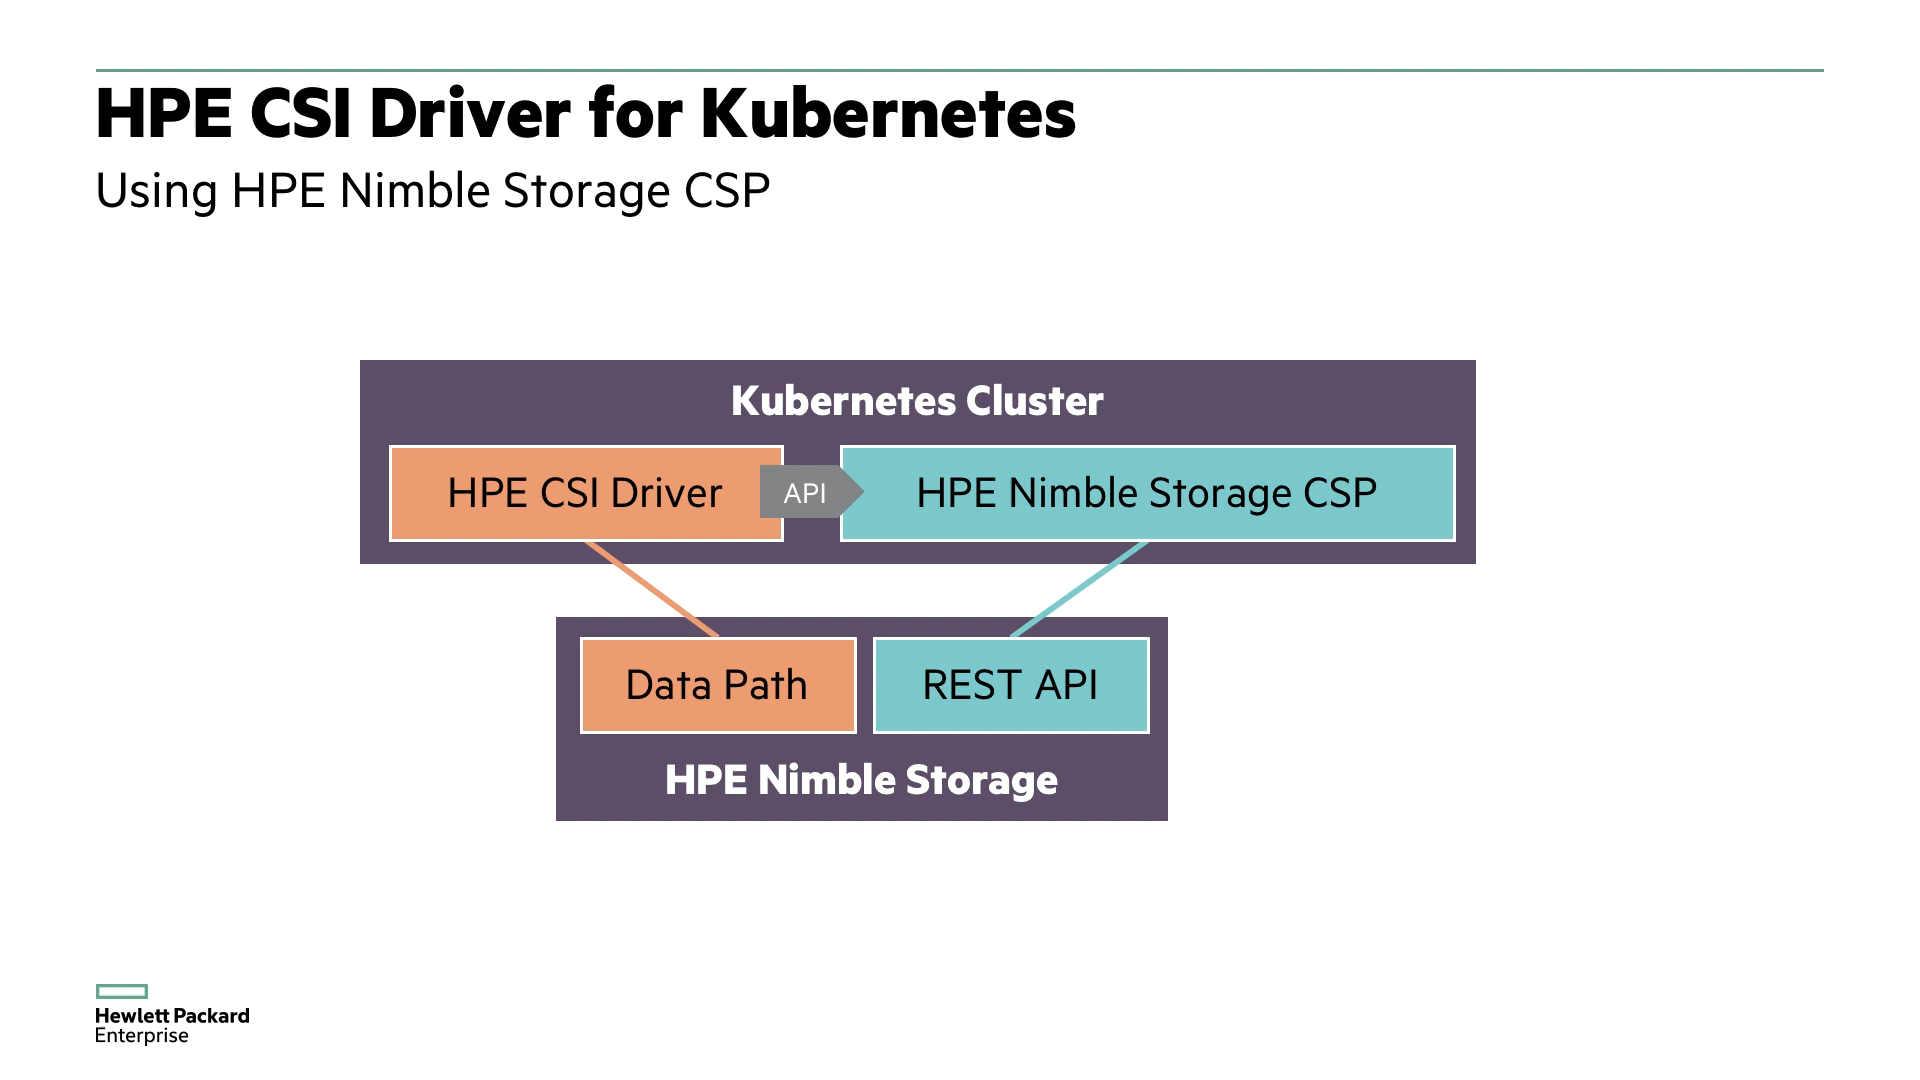 HPE CSI Driver for Kubernetes
Using HPE Nimble Storage CSP
Kubernetes Cluster
HPE CSI Driver
API
HPE Nimble Storage CSP
Data Path
REST API
HPE Nimble Storage
Hewlett Packard
Enterprise